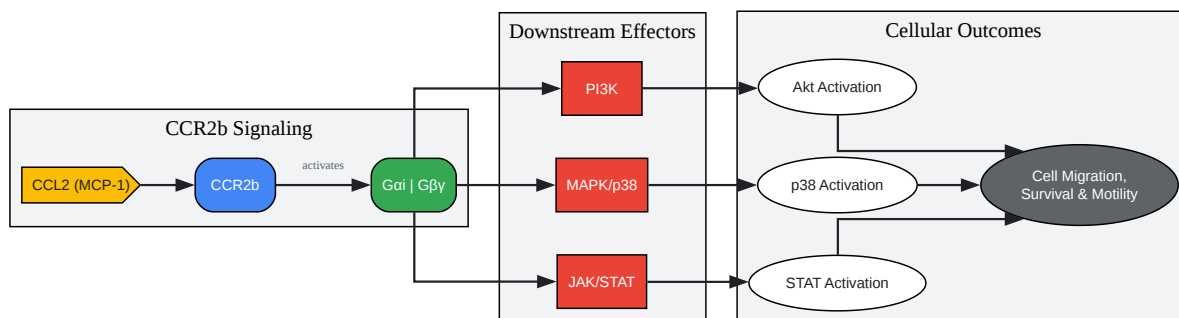 Downstream Effectors
Cellular Outcomes
PI3K
Akt Activation
CCR2b Signaling
activates
CCL2 (MCP-1)
CCR2b
Gαi | Gβγ
MAPK/p38
p38 Activation
Cell Migration,
Survival & Motility
JAK/STAT
STAT Activation